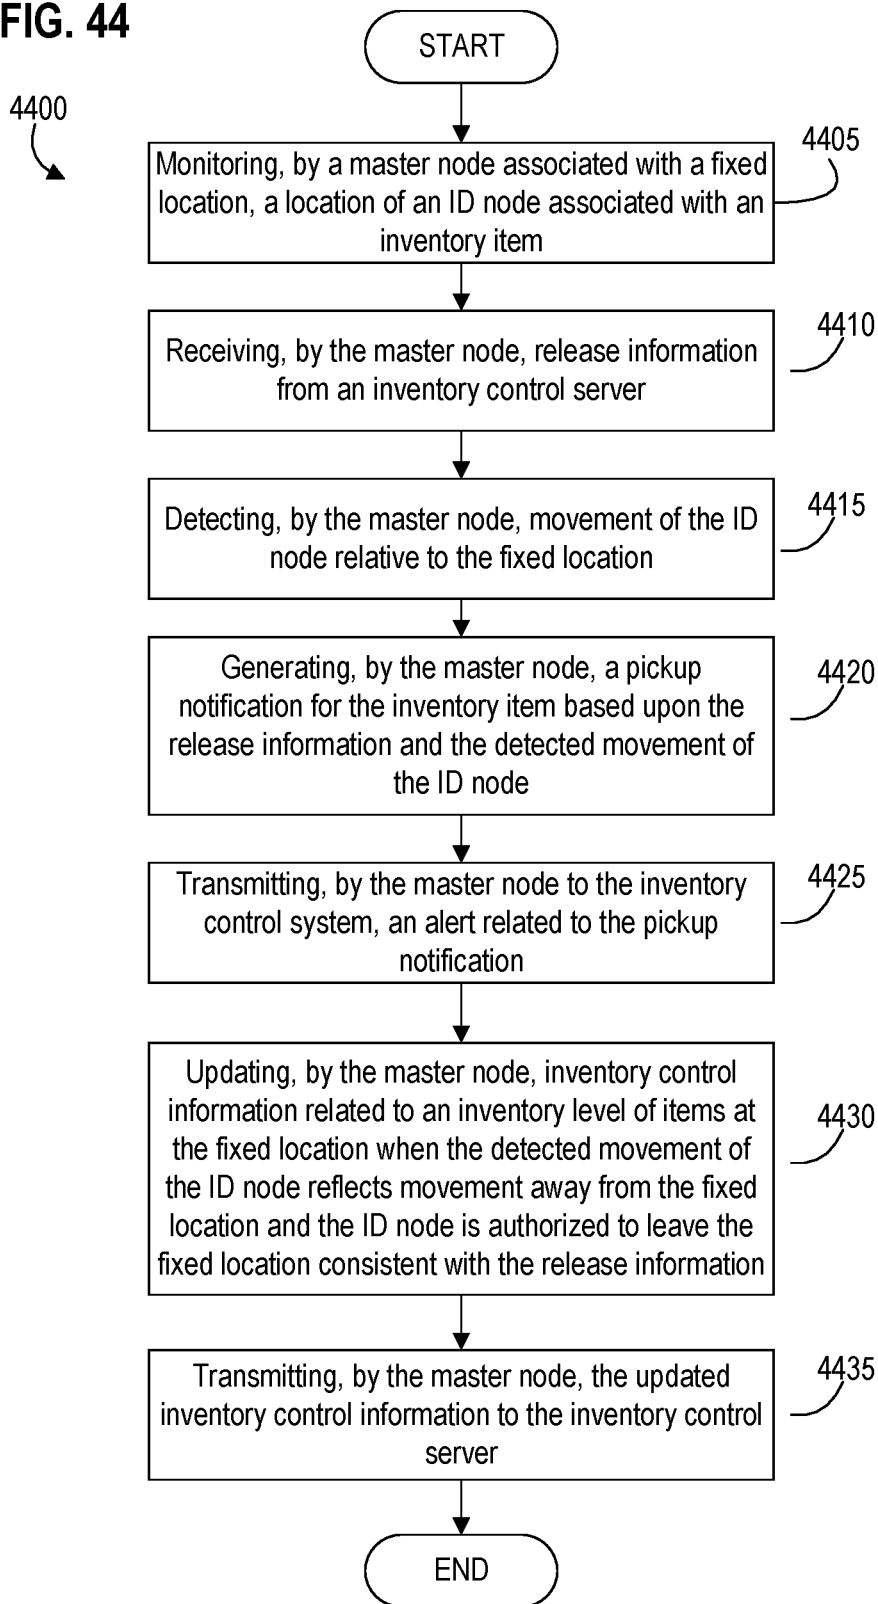 FIG. 44
START
4400
4405
Monitoring, by a master node associated with a fixed
location, a location of an ID node associated with an
inventory item
4410
Receiving, by the master node, release information
from an inventory control server
4415
Detecting, by the master node, movement of the ID
node relative to the fixed location
4420
Generating, by the master node, a pickup
notification for the inventory item based upon the
release information and the detected movement of
the ID node
4425
Transmitting, by the master node to the inventory
control system, an alert related to the pickup
notification
4430
Updating, by the master node, inventory control
information related to an inventory level of items at
the fixed location when the detected movement of
the ID node reflects movement away from the fixed
location and the ID node is authorized to leave the
fixed location consistent with the release information
4435
Transmitting, by the master node, the updated
inventory control information to the inventory control
server
END